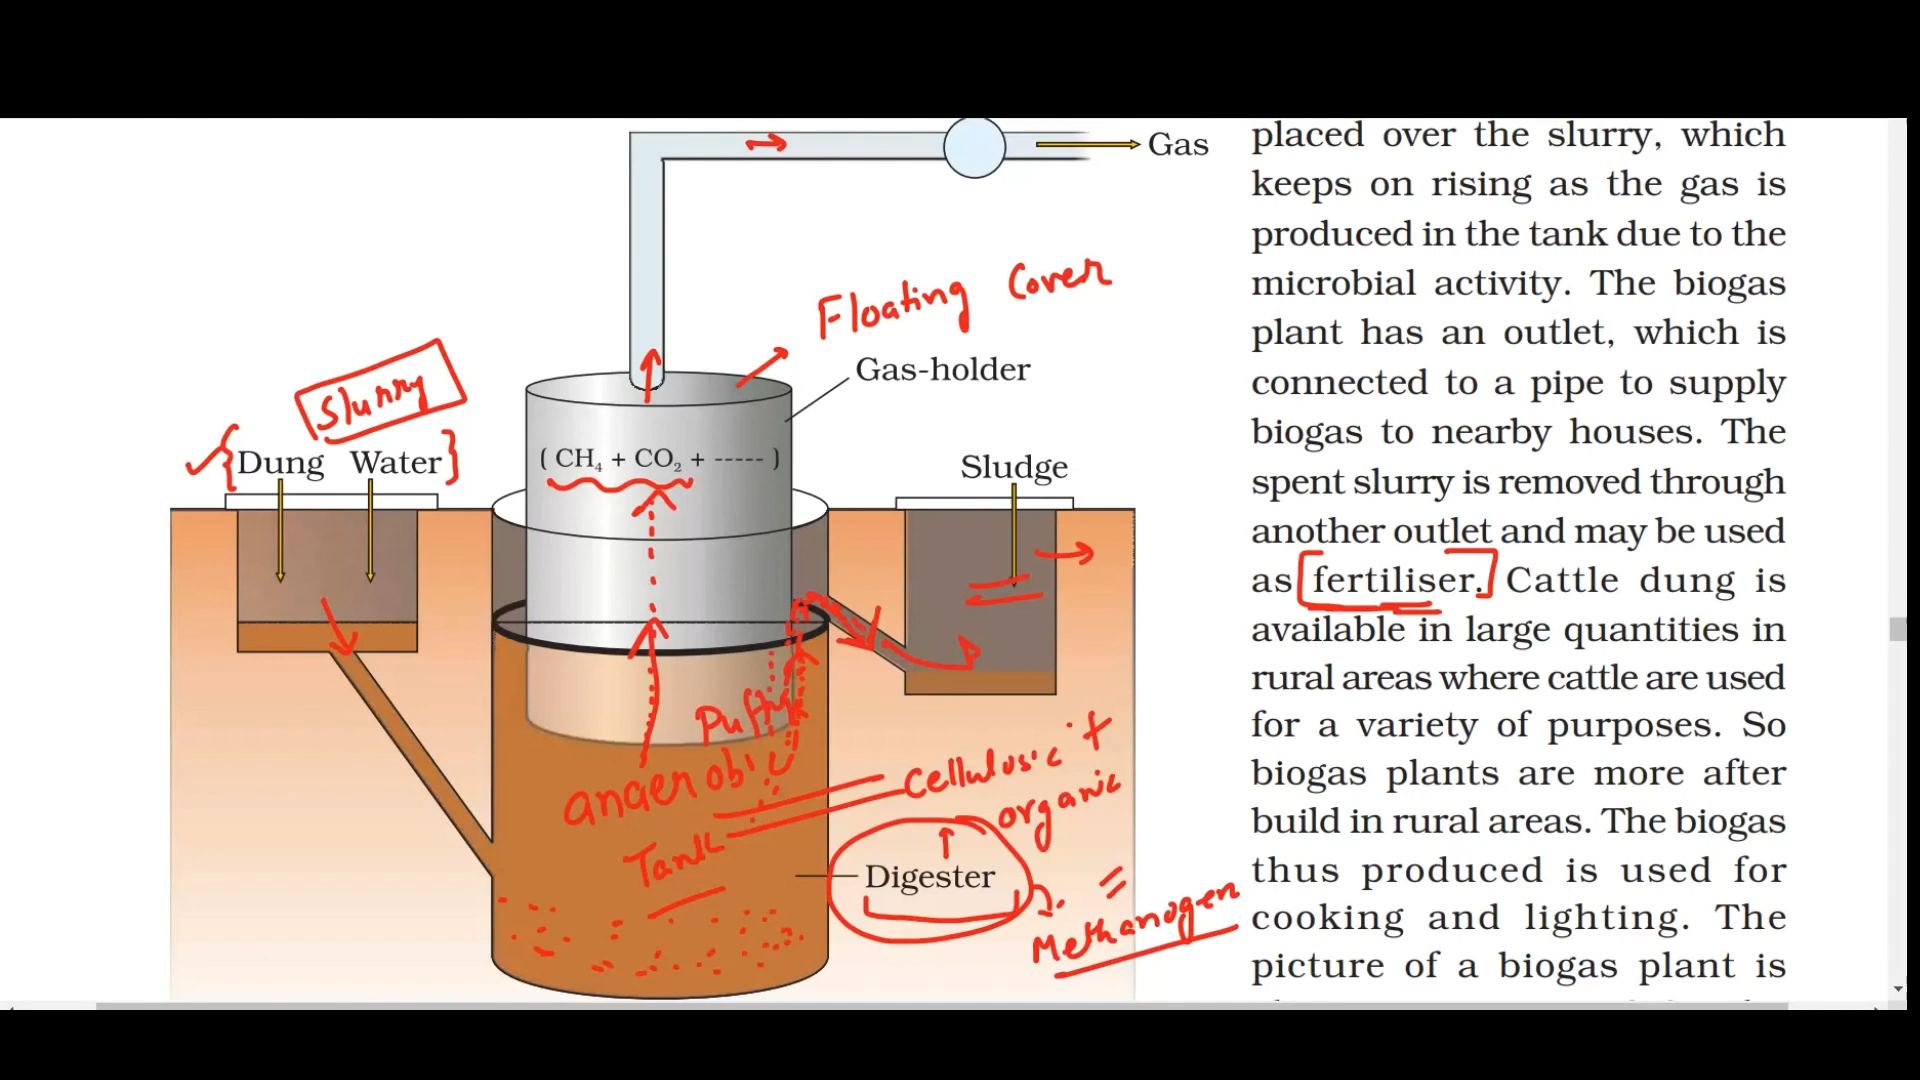 Gas
Floating Cover
Gas-holder
Slurry
Dung Water
( CH₄ + CO₂ + ----- )
Sludge
anaerobi
Tank
Cellulosic +
organic
Digester
=
Methanogen
placed over the slurry, which
keeps on rising as the gas is
produced in the tank due to the
microbial activity. The biogas
plant has an outlet, which is
connected to a pipe to supply
biogas to nearby houses. The
spent slurry is removed through
another outlet and may be used
as fertiliser. Cattle dung is
available in large quantities in
rural areas where cattle are used
for a variety of purposes. So
biogas plants are more after
build in rural areas. The biogas
thus produced is used for
cooking and lighting. The
picture of a biogas plant is